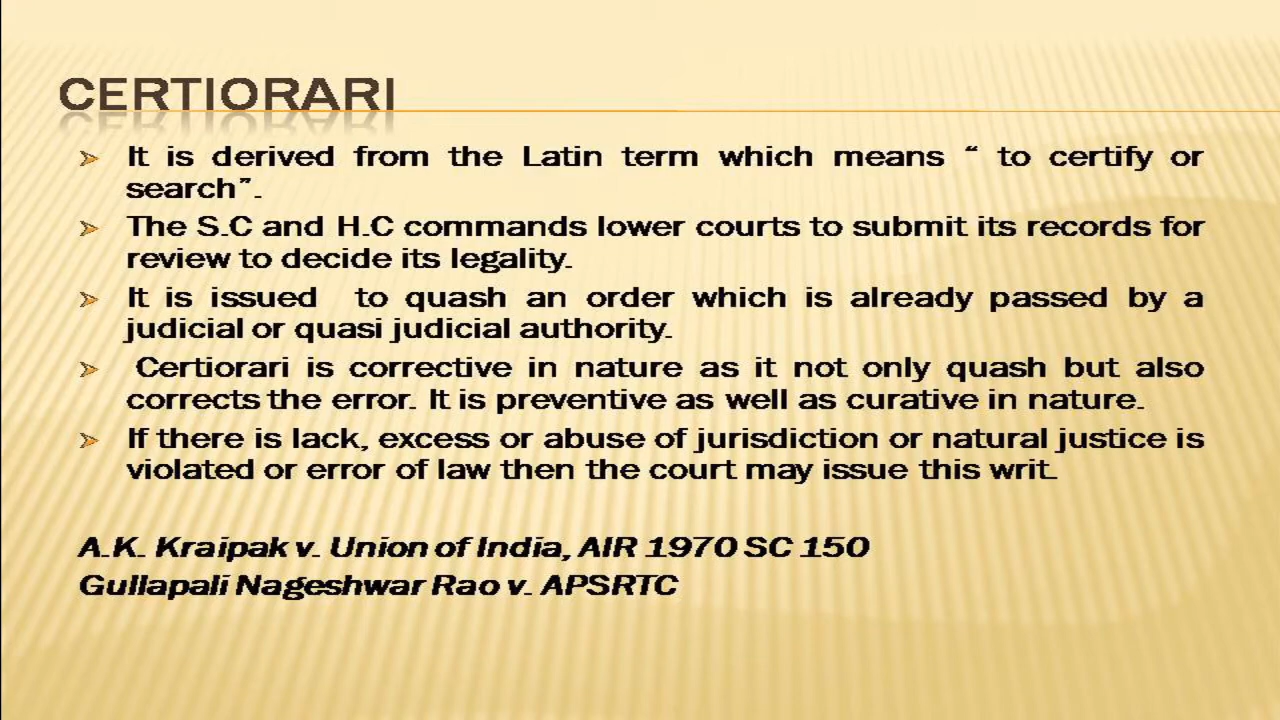 CERTIORARI
It is derived from the Latin term which means “ to certify or
search”.
The S.C and H.C commands lower courts to submit its records for
review to decide its legality.
It is issued to quash an order which is already passed by a
judicial or quasi judicial authority.
Certiorari is corrective in nature as it not only quash but also
corrects the error. It is preventive as well as curative in nature.
If there is lack, excess or abuse of jurisdiction or natural justice is
violated or error of law then the court may issue this writ.
A.K. Kraipak v. Union of India, AIR 1970 SC 150
Gullapali Nageshwar Rao v. APSRTC